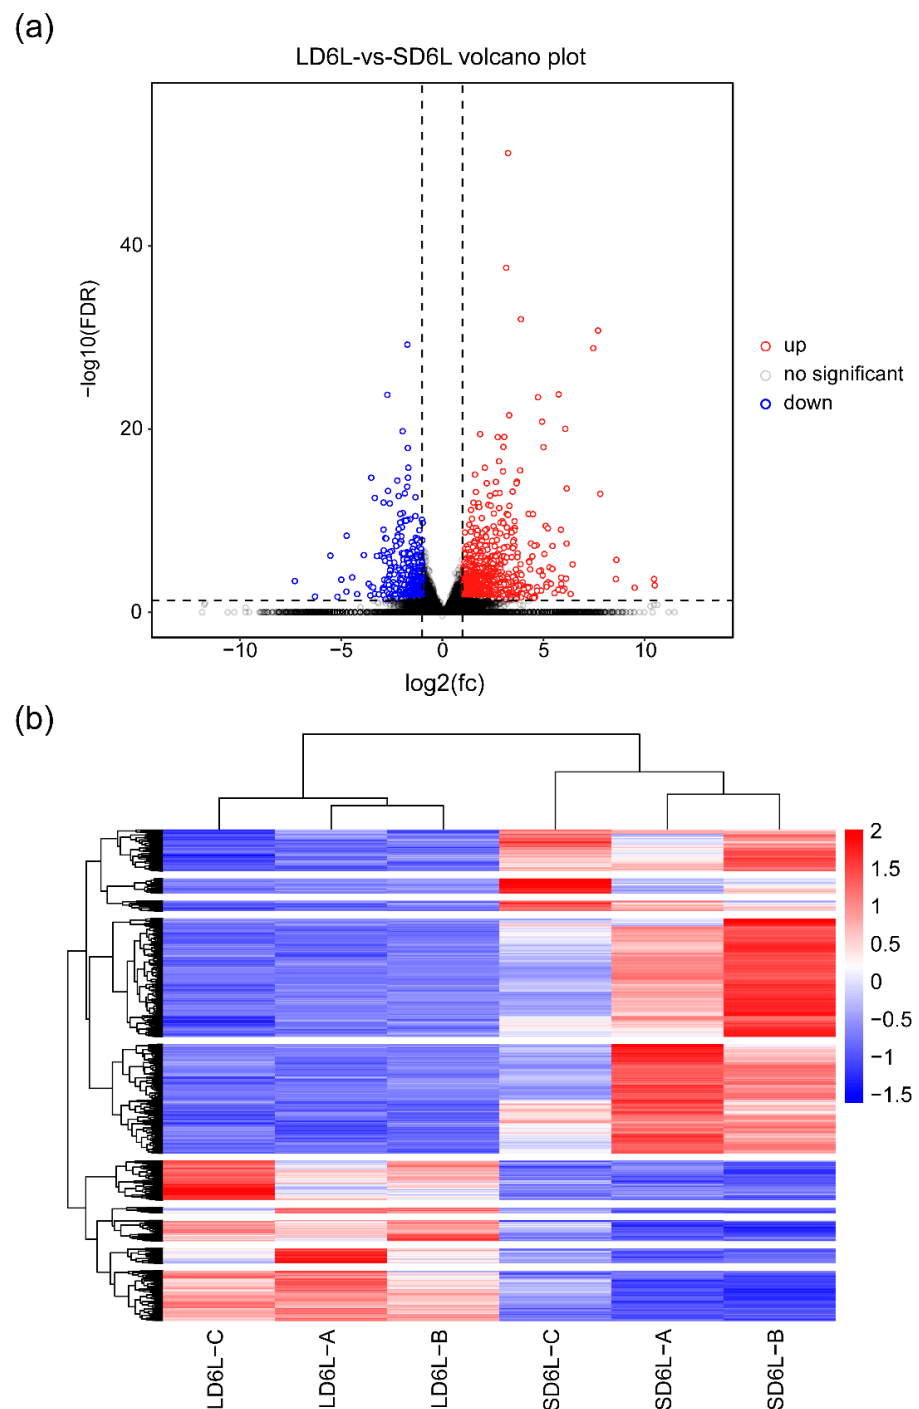 (a)
LD6L-vs-SD6L volcano plot
−log10(FDR)
40
20
0
−10
−5
0
5
10
log2(fc)
up
no significant
down
(b)
2
1.5
1
0.5
0
−0.5
−1
−1.5
LD6L−C
LD6L−A
LD6L−B
SD6L−C
SD6L−A
SD6L−B